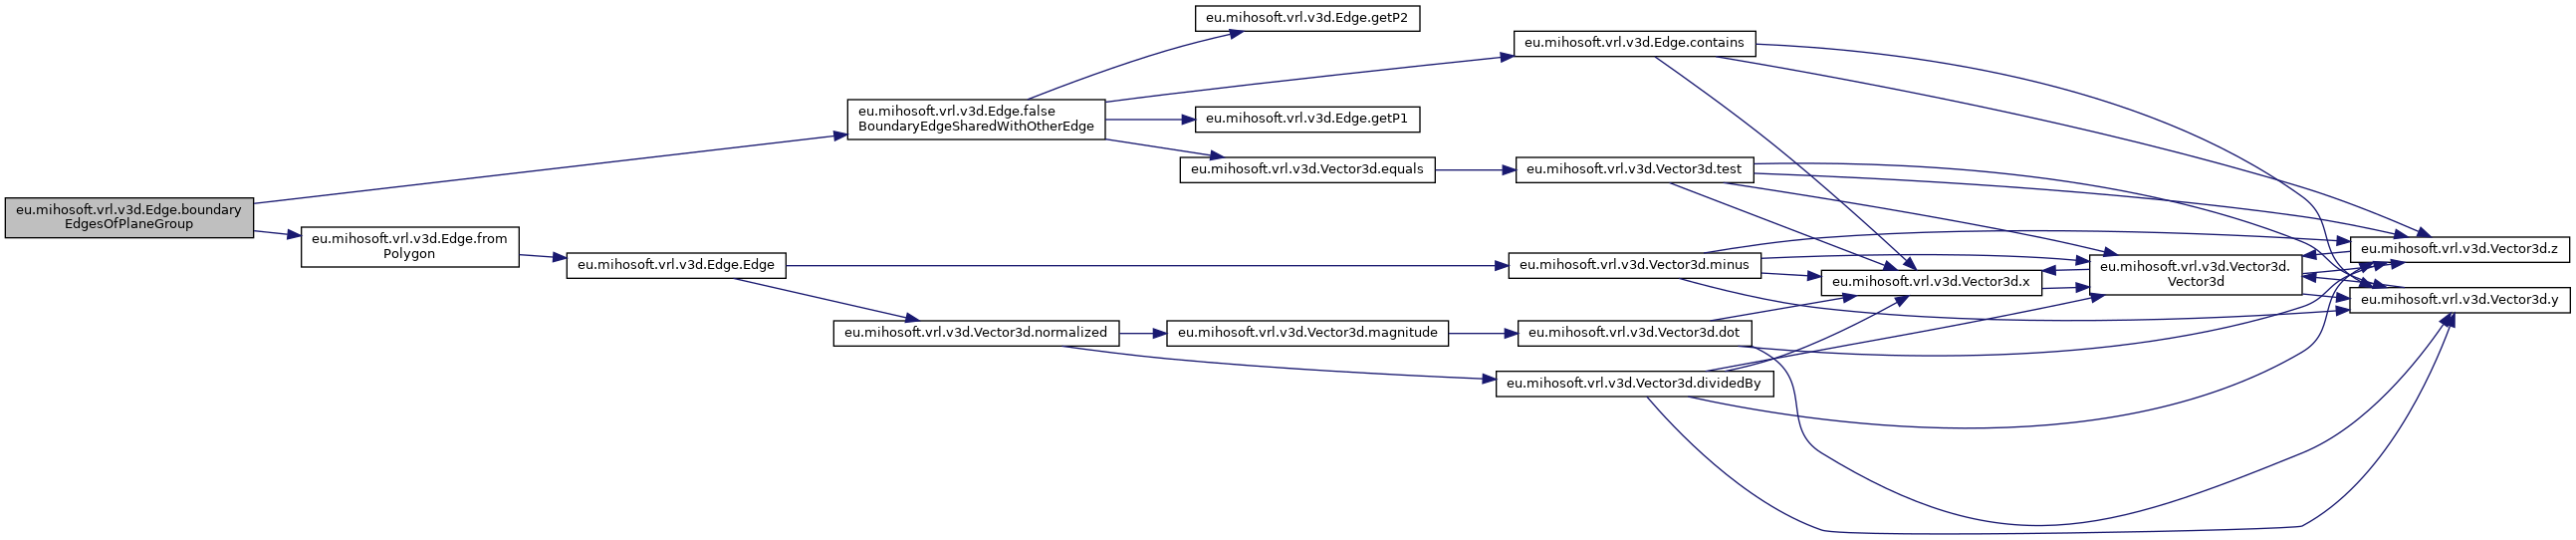 eu.mihosoft.vrl.v3d.Edge.boundary
EdgesOfPlaneGroup
eu.mihosoft.vrl.v3d.Edge.false
BoundaryEdgeSharedWithOtherEdge
eu.mihosoft.vrl.v3d.Edge.from
Polygon
eu.mihosoft.vrl.v3d.Edge.getP2
eu.mihosoft.vrl.v3d.Edge.contains
eu.mihosoft.vrl.v3d.Edge.getP1
eu.mihosoft.vrl.v3d.Vector3d.equals
eu.mihosoft.vrl.v3d.Vector3d.test
eu.mihosoft.vrl.v3d.Edge.Edge
eu.mihosoft.vrl.v3d.Vector3d.minus
eu.mihosoft.vrl.v3d.Vector3d.normalized
eu.mihosoft.vrl.v3d.Vector3d.magnitude
eu.mihosoft.vrl.v3d.Vector3d.dot
eu.mihosoft.vrl.v3d.Vector3d.dividedBy
eu.mihosoft.vrl.v3d.Vector3d.x
eu.mihosoft.vrl.v3d.Vector3d.
Vector3d
eu.mihosoft.vrl.v3d.Vector3d.z
eu.mihosoft.vrl.v3d.Vector3d.y